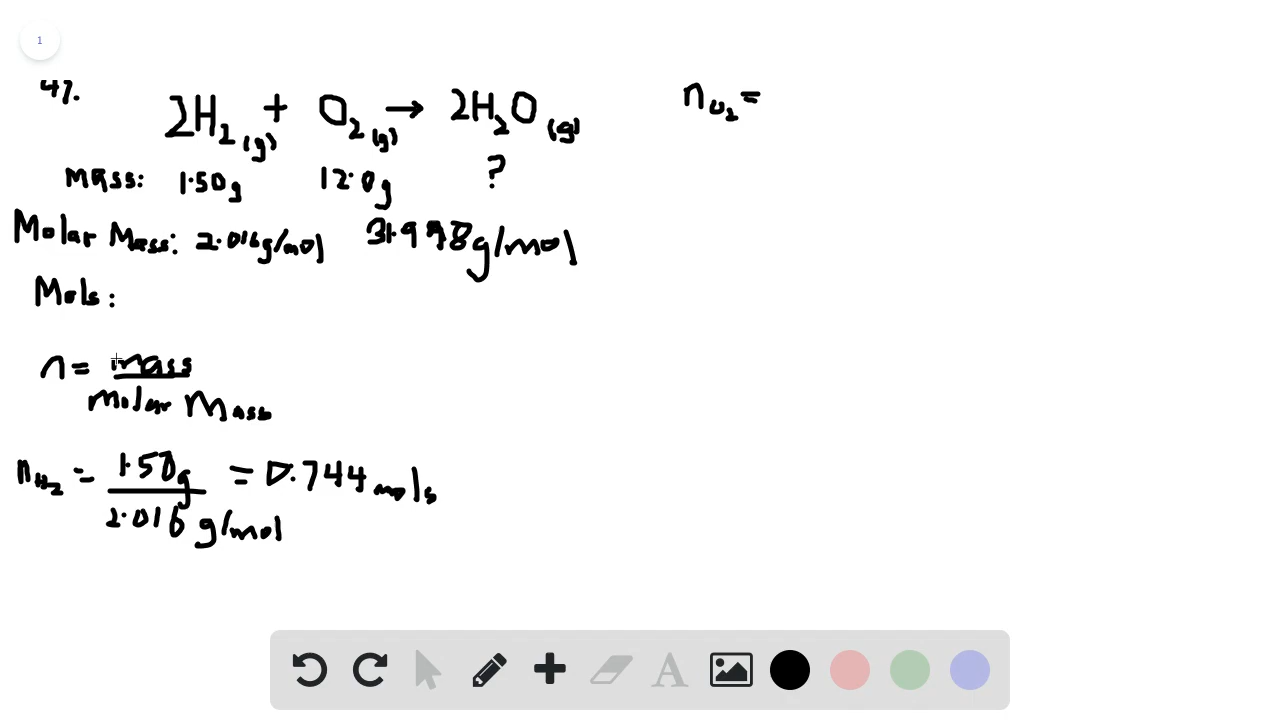 1
47.
2H₂(g) + O₂(g) → 2H₂O(g)
mass: 1.50g 12.0g ?
Molar Mass: 2.016g/mol 31.998g/mol
Mols:
n = mass / molar Mass
nH₂ = 1.50g / 2.016 g/mol = 0.744 mols
nO₂ =
A